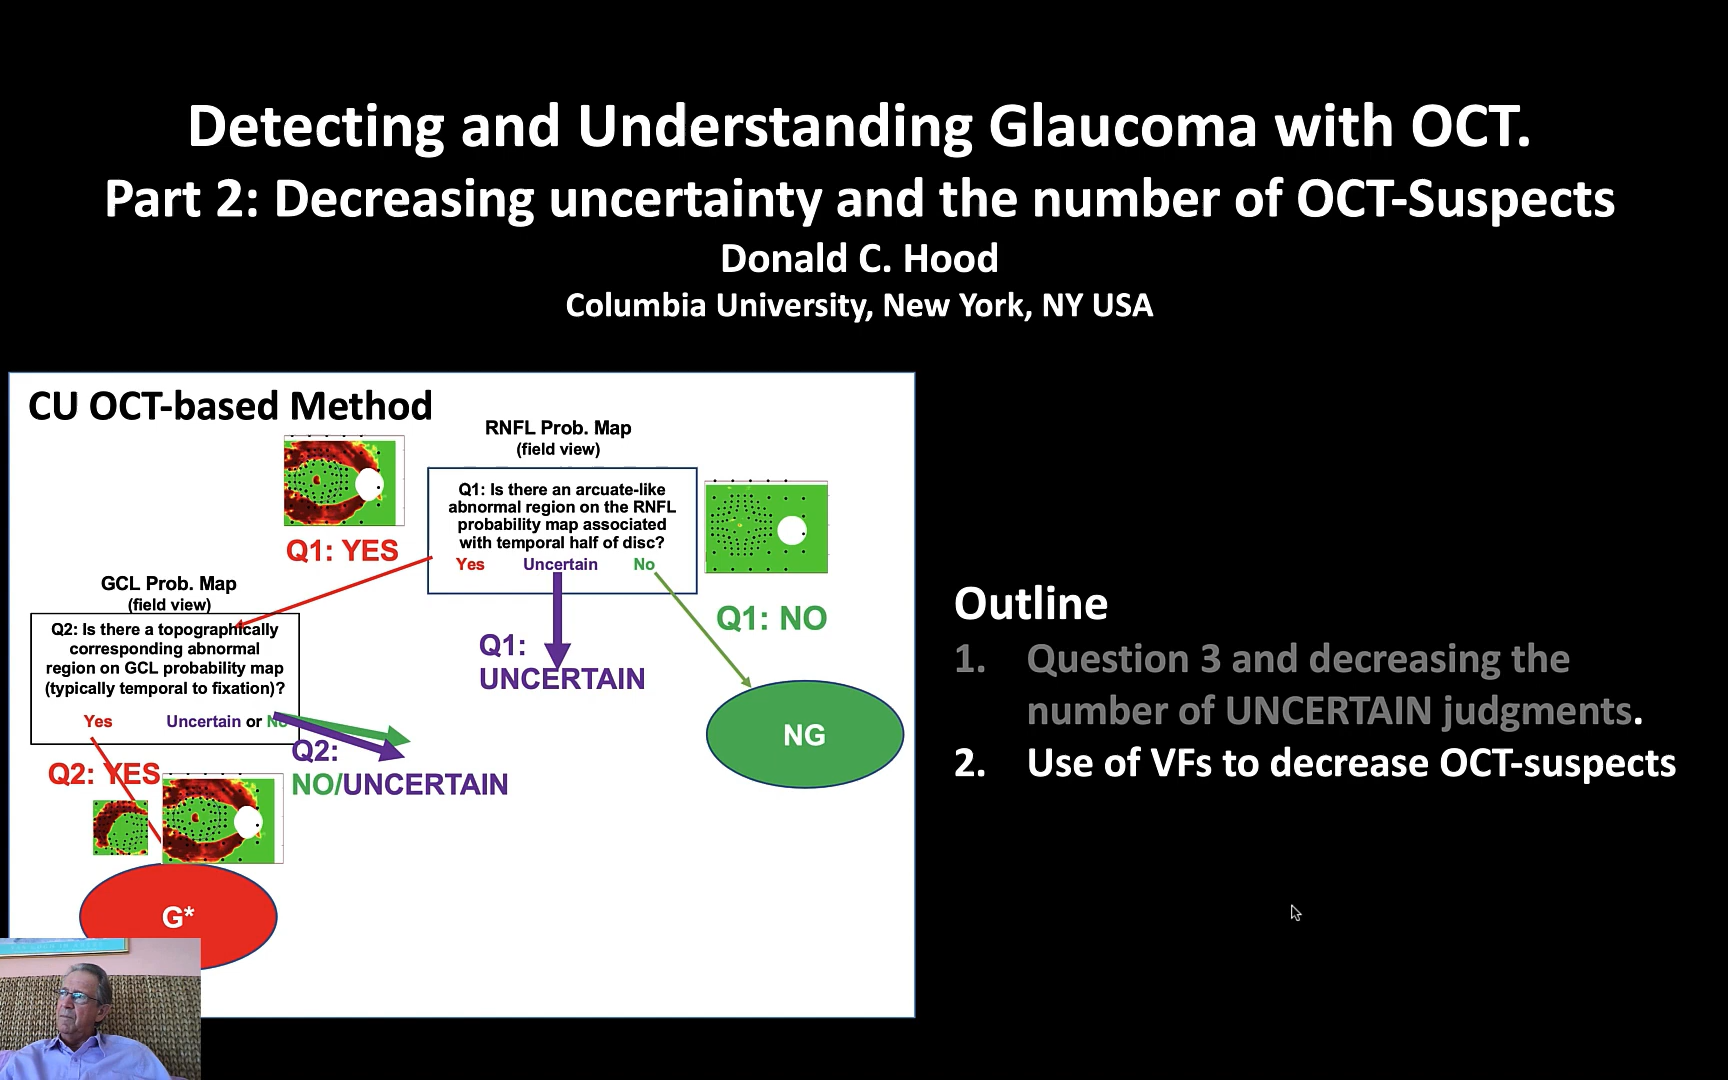 Detecting and Understanding Glaucoma with OCT.
Part 2: Decreasing uncertainty and the number of OCT-Suspects
Donald C. Hood
Columbia University, New York, NY USA
CU OCT-based Method
RNFL Prob. Map
(field view)
Q1: Is there an arcuate-like
abnormal region on the RNFL
probability map associated
with temporal half of disc?
Yes Uncertain No
Q1: YES
Q1: NO
Q1:
UNCERTAIN
GCL Prob. Map
(field view)
Q2: Is there a topographically
corresponding abnormal
region on GCL probability map
(typically temporal to fixation)?
Yes Uncertain or No
Q2: YES
Q2:
NO/UNCERTAIN
NG
G*
Outline
1. Question 3 and decreasing the
number of UNCERTAIN judgments.
2. Use of VFs to decrease OCT-suspects